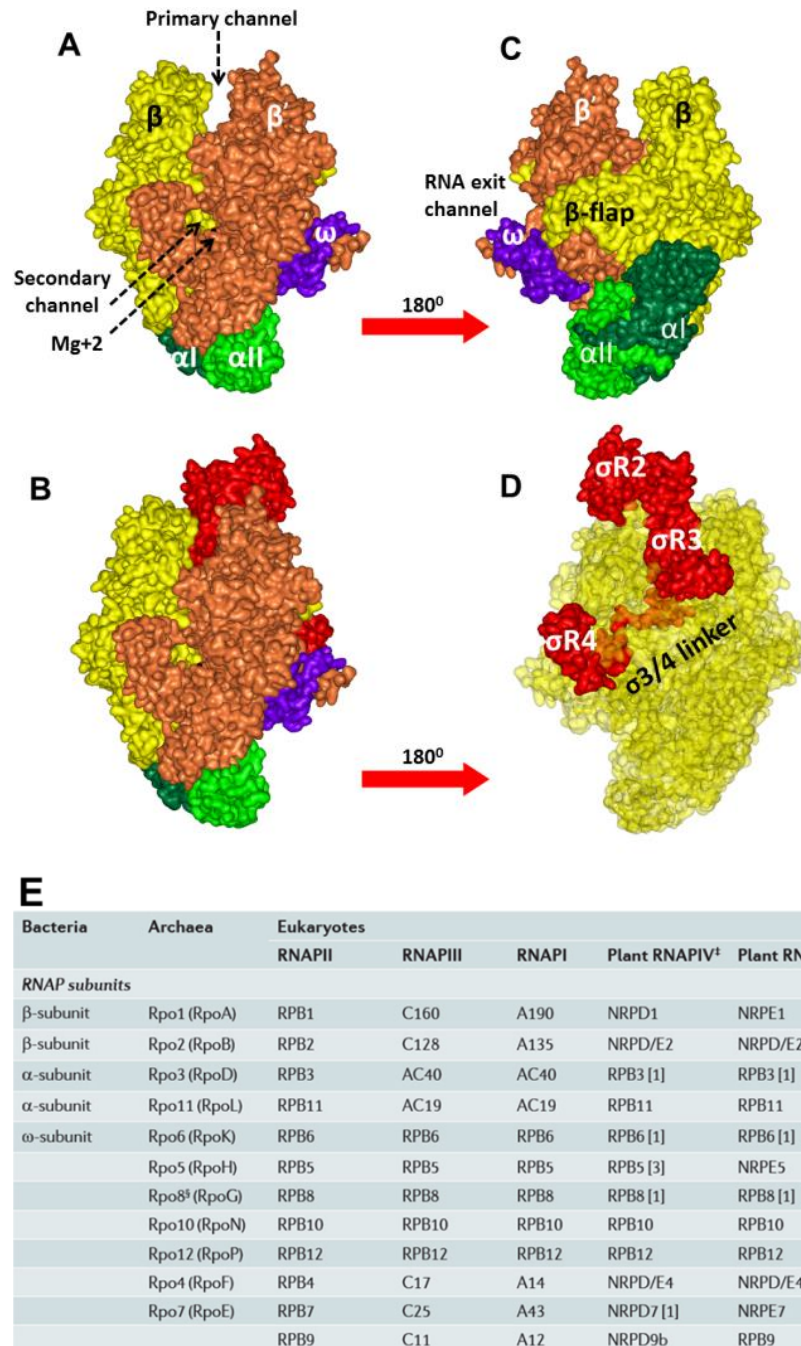 Primary channel
A
C
β
β'
β'
β
RNA exit
channel
β-flap
ω
ω
Secondary
channel
Mg+2
180⁰
αI
αII
αII
αI
B
D
σR2
σR3
σR4
σ3/4 linker
180⁰
E
Bacteria Archaea Eukaryotes
RNAPII RNAPIII RNAPI Plant RNAPIV‡ Plant RN
RNAP subunits
β-subunit Rpo1 (RpoA) RPB1 C160 A190 NRPD1 NRPE1
β-subunit Rpo2 (RpoB) RPB2 C128 A135 NRPD/E2 NRPD/E2
α-subunit Rpo3 (RpoD) RPB3 AC40 AC40 RPB3 [1] RPB3 [1]
α-subunit Rpo11 (RpoL) RPB11 AC19 AC19 RPB11 RPB11
ω-subunit Rpo6 (RpoK) RPB6 RPB6 RPB6 RPB6 [1] RPB6 [1]
Rpo5 (RpoH) RPB5 RPB5 RPB5 RPB5 [3] NRPE5
Rpo8§ (RpoG) RPB8 RPB8 RPB8 RPB8 [1] RPB8 [1]
Rpo10 (RpoN) RPB10 RPB10 RPB10 RPB10 RPB10
Rpo12 (RpoP) RPB12 RPB12 RPB12 RPB12 RPB12
Rpo4 (RpoF) RPB4 C17 A14 NRPD/E4 NRPD/E4
Rpo7 (RpoE) RPB7 C25 A43 NRPD7 [1] NRPE7
RPB9 C11 A12 NRPD9b RPB9